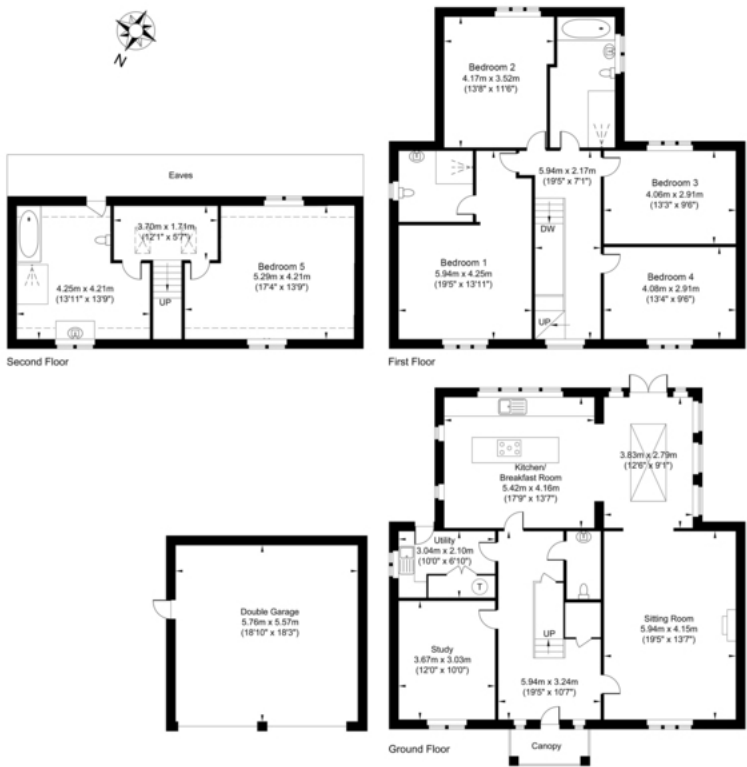 N
Eaves
3.70m x 1.71m
(12'1" x 5'7")
4.25m x 4.21m
(13'11" x 13'9")
UP
Bedroom 5
5.29m x 4.21m
(17'4" x 13'9")
Second Floor
Bedroom 2
4.17m x 3.52m
(13'8" x 11'6")
5.94m x 2.17m
(19'5" x 7'1")
Bedroom 3
4.06m x 2.91m
(13'3" x 9'6")
DW
Bedroom 1
5.94m x 4.25m
(19'5" x 13'11")
Bedroom 4
4.08m x 2.91m
(13'4" x 9'6")
UP
First Floor
Kitchen/
Breakfast Room
5.42m x 4.16m
(17'9" x 13'7")
3.83m x 2.79m
(12'6" x 9'1")
Utility
3.04m x 2.10m
(10'0" x 6'10")
T
Double Garage
5.76m x 5.57m
(18'10" x 18'3")
Study
3.67m x 3.03m
(12'0" x 10'0")
UP
Sitting Room
5.94m x 4.15m
(19'5" x 13'7")
5.94m x 3.24m
(19'5" x 10'7")
Canopy
Ground Floor